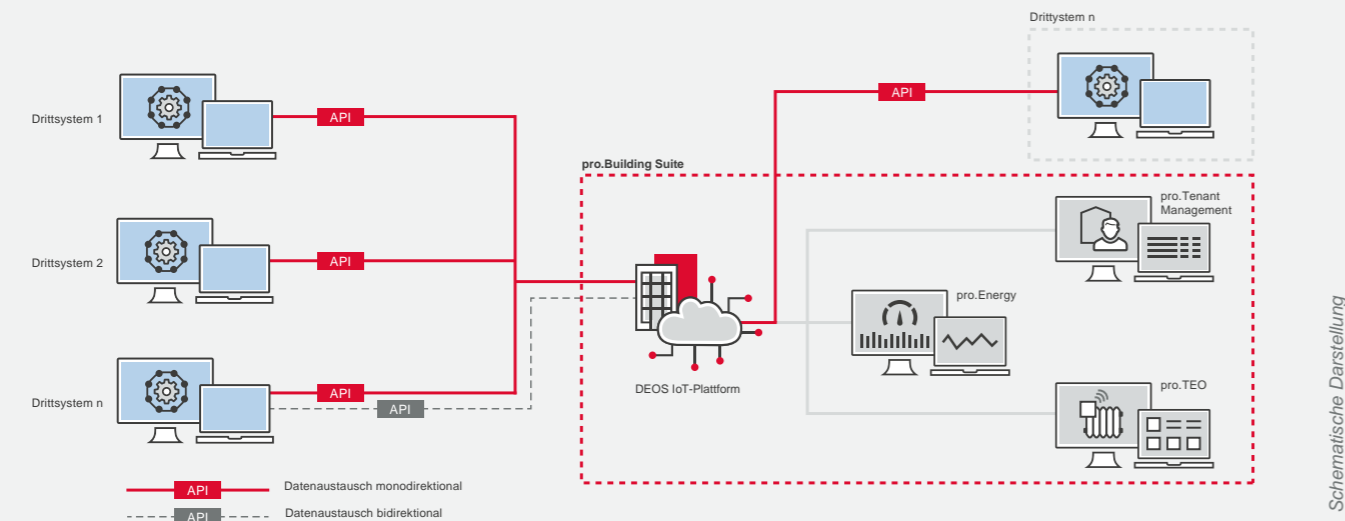 Drittystem n
Drittsystem 1
API
API
pro.Building Suite
pro.Tenant
Management
Drittsystem 2
API
pro.Energy
DEOS IoT-Plattform
pro.TEO
Drittsystem n
API
API
API
Datenaustausch monodirektional
API
Datenaustausch bidirektional
Schematische Darstellung